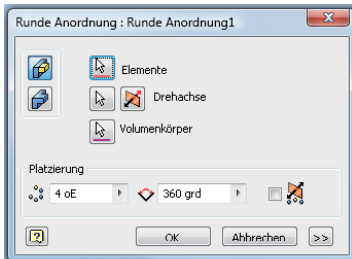 Runde Anordnung : Runde Anordnung1
Elemente
Drehachse
Volumenkörper
Platzierung
4 oE 360 grd
? OK Abbrechen >>